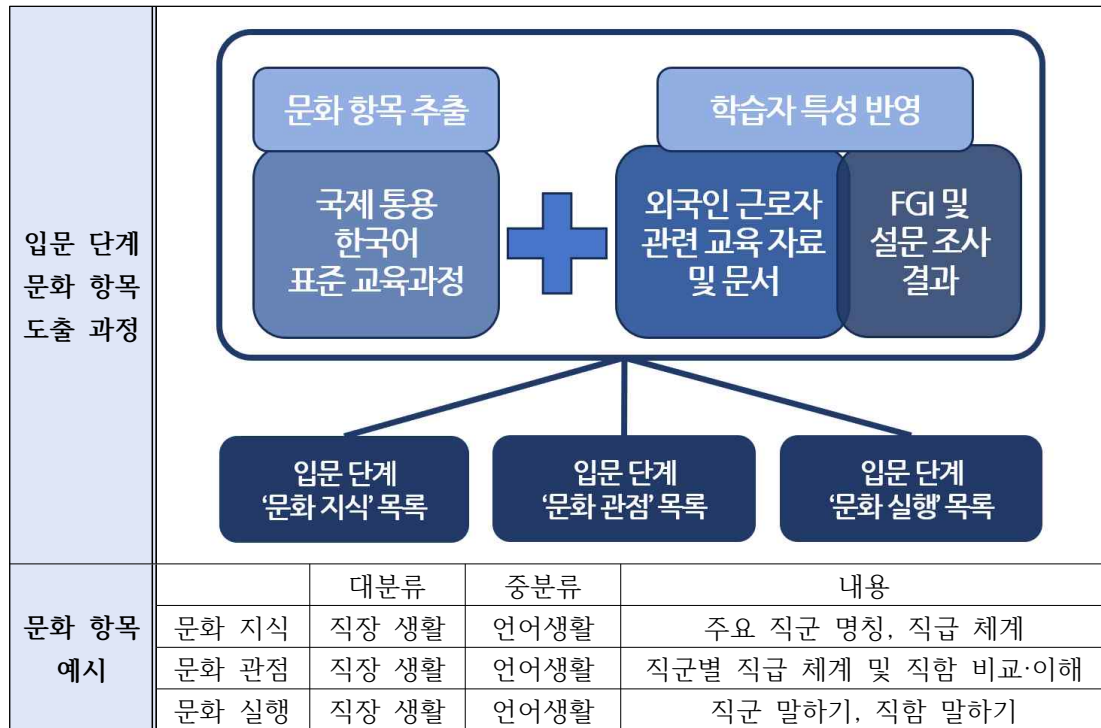 입문 단계
문화 항목
도출 과정
문화 항목 추출
학습자 특성 반영
국제 통용
한국어
표준 교육과정
외국인 근로자
관련 교육 자료
및 문서
FGI 및
설문 조사
결과
입문 단계
‘문화 지식’ 목록
입문 단계
‘문화 관점’ 목록
입문 단계
‘문화 실행’ 목록
문화 항목
예시
대분류 중분류 내용
문화 지식 직장 생활 언어생활 주요 직군 명칭, 직급 체계
문화 관점 직장 생활 언어생활 직군별 직급 체계 및 직함 비교·이해
문화 실행 직장 생활 언어생활 직군 말하기, 직함 말하기